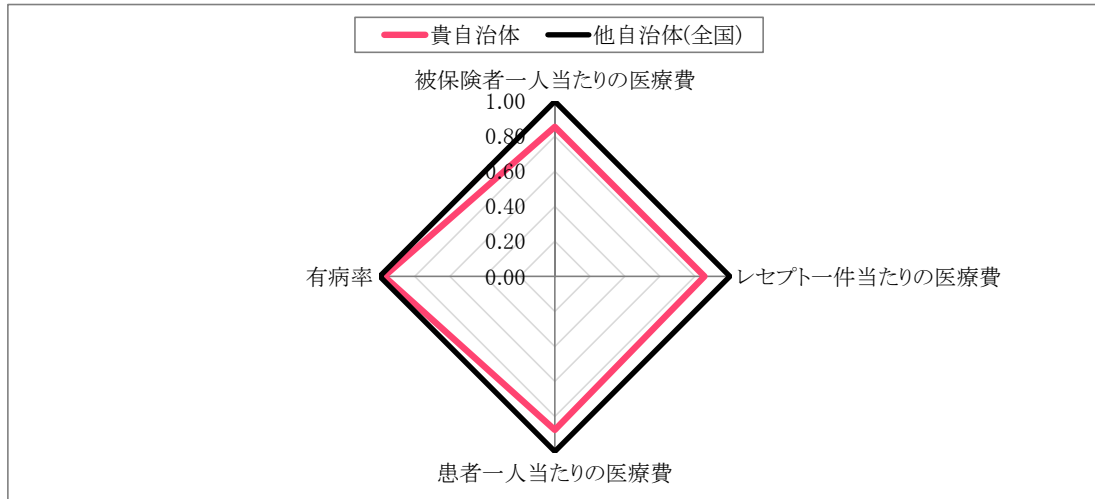 貴自治体 他自治体(全国)
被保険者一人当たりの医療費
1.00
0.80
0.60
0.40
0.20
0.00
有病率
レセプト一件当たりの医療費
患者一人当たりの医療費